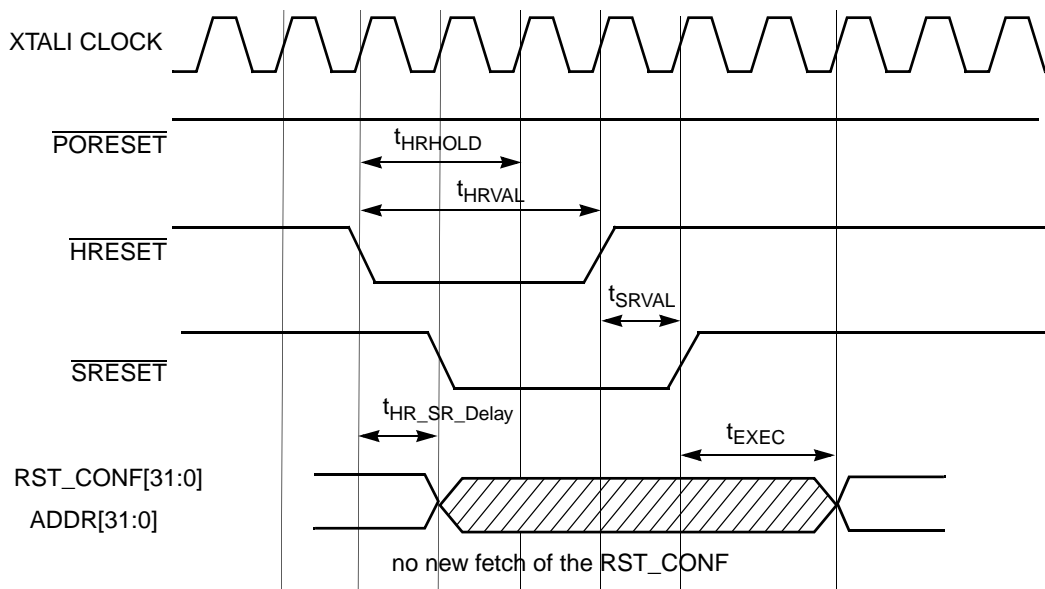 XTALI CLOCK
PORESET
tHRHOLD
tHRVAL
HRESET
tSRVAL
SRESET
tHR_SR_Delay
tEXEC
RST_CONF[31:0]
ADDR[31:0]
no new fetch of the RST_CONF